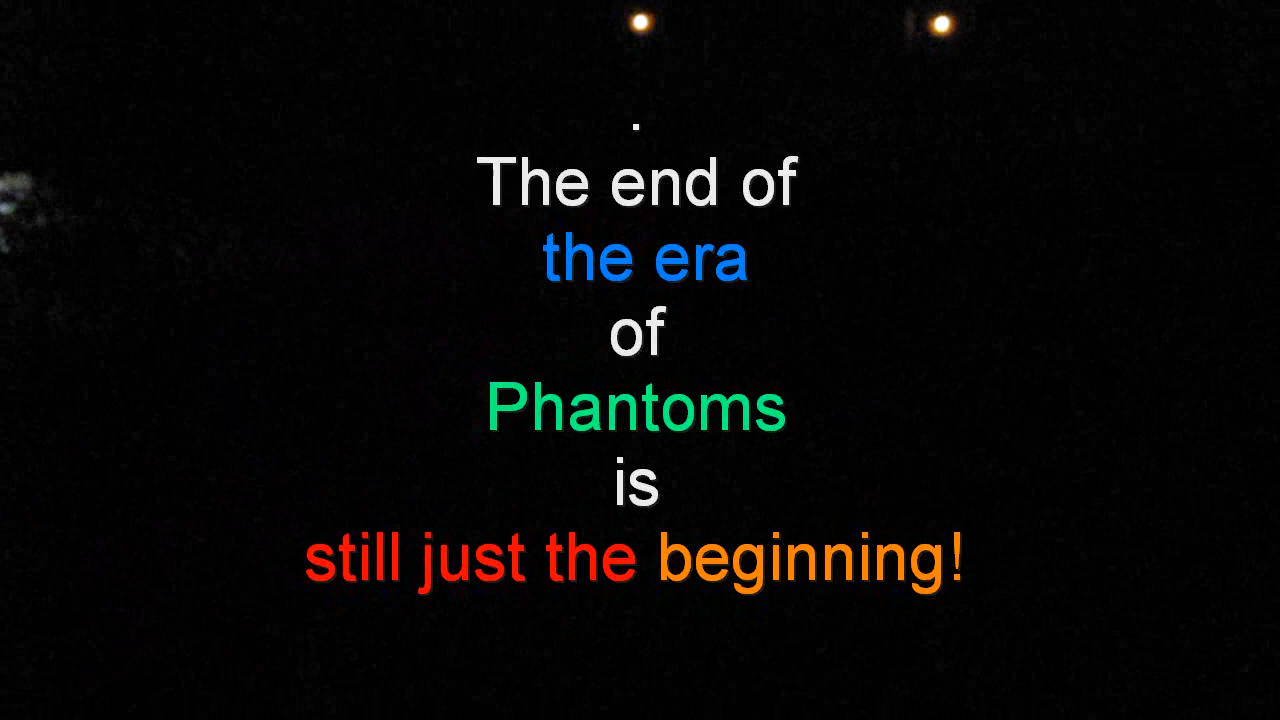 .
The end of
the era
of
Phantoms
is
still just the beginning!